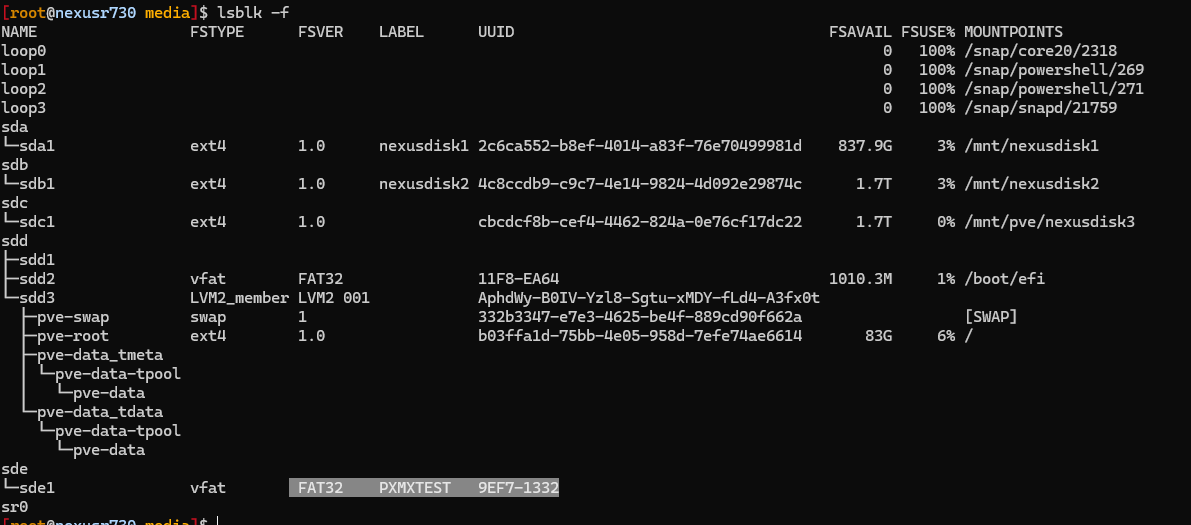 [root@nexusr730 media]$ lsblk -f
NAME FSTYPE FSVER LABEL UUID FSAVAIL FSUSE% MOUNTPOINTS
loop0 0 100% /snap/core20/2318
loop1 0 100% /snap/powershell/269
loop2 0 100% /snap/powershell/271
loop3 0 100% /snap/snapd/21759
sda
└─sda1 ext4 1.0 nexusdisk1 2c6ca552-b8ef-4014-a83f-76e70499981d 837.9G 3% /mnt/nexusdisk1
sdb
└─sdb1 ext4 1.0 nexusdisk2 4c8ccdb9-c9c7-4e14-9824-4d092e29874c 1.7T 3% /mnt/nexusdisk2
sdc
└─sdc1 ext4 1.0 cbcdcf8b-cef4-4462-824a-0e76cf17dc22 1.7T 0% /mnt/pve/nexusdisk3
sdd
├─sdd1
├─sdd2 vfat FAT32 11F8-EA64 1010.3M 1% /boot/efi
└─sdd3 LVM2_member LVM2 001 AphdWy-B0IV-Yzl8-Sgtu-xMDY-fLd4-A3fx0t
├─pve-swap swap 1 332b3347-e7e3-4625-be4f-889cd90f662a [SWAP]
├─pve-root ext4 1.0 b03ffa1d-75bb-4e05-958d-7efe74ae6614 83G 6% /
├─pve-data_tmeta
│ └─pve-data-tpool
│ └─pve-data
└─pve-data_tdata
└─pve-data-tpool
└─pve-data
sde
└─sde1 vfat FAT32 PXMXTEST 9EF7-1332
sr0
[root@nexusr730 media]$